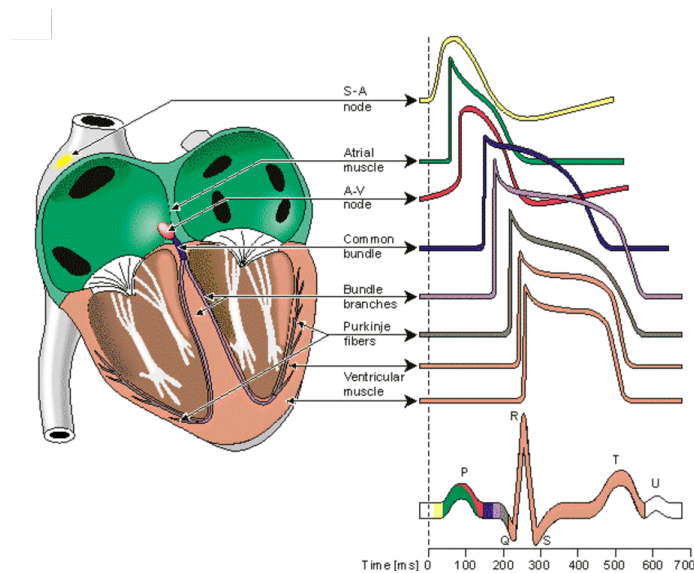 S-A
node
Atrial
muscle
A-V
node
Common
bundle
Bundle
branches
Purkinje
fibers
Ventricular
muscle
R
P
T
U
Q
S
Time [ms]
0
100
200
300
400
500
600
700